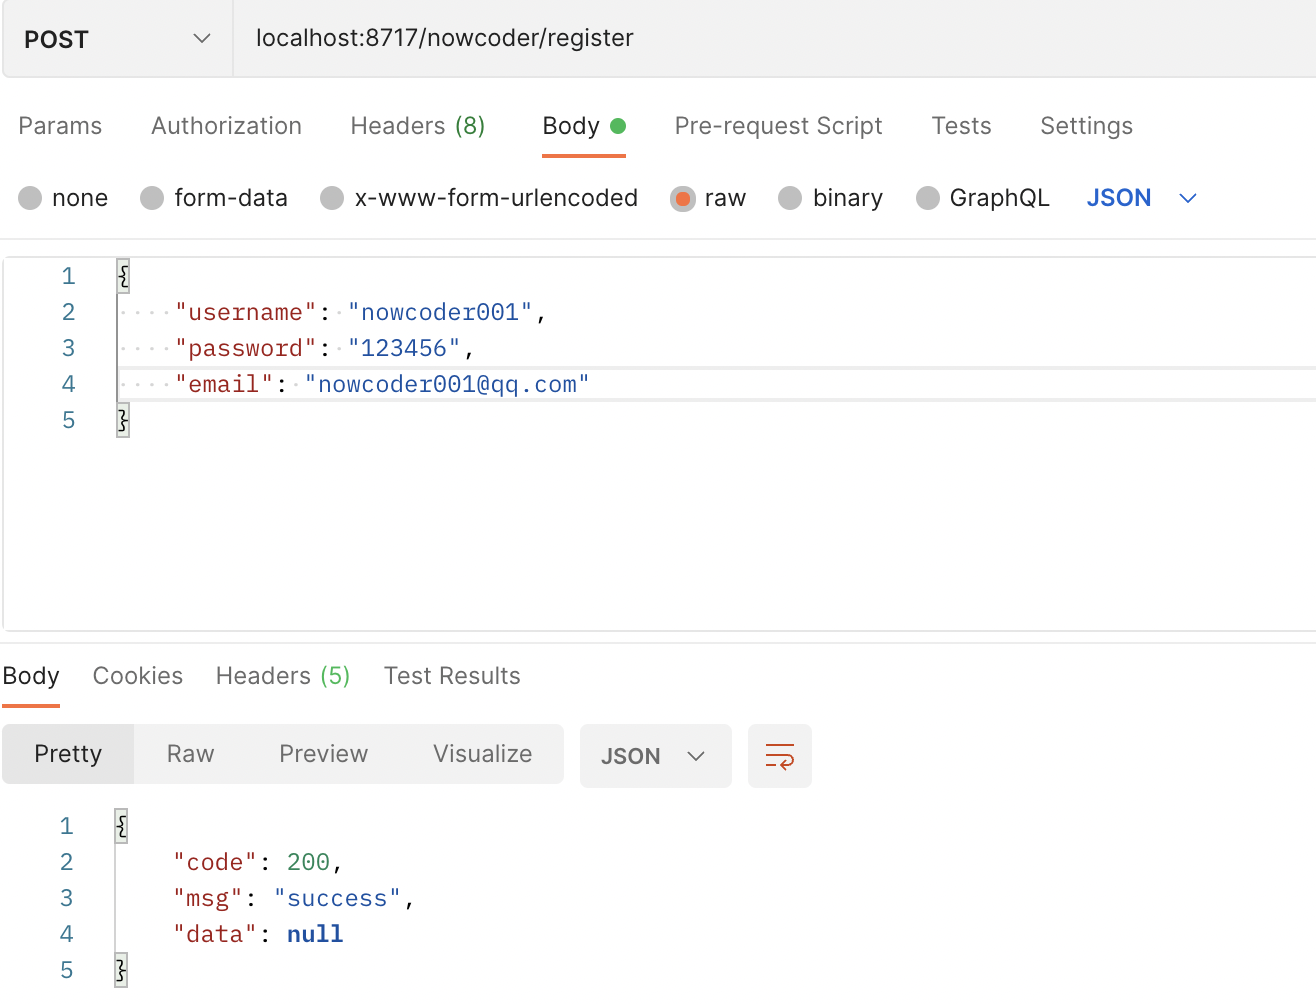 POST localhost:8717/nowcoder/register
Params Authorization Headers (8) Body Pre-request Script Tests Settings
none form-data x-www-form-urlencoded raw binary GraphQL JSON
1 {
2 "username": "nowcoder001",
3 "password": "123456",
4 "email": "nowcoder001@qq.com"
5 }
Body Cookies Headers (5) Test Results
Pretty Raw Preview Visualize JSON
1 {
2 "code": 200,
3 "msg": "success",
4 "data": null
5 }